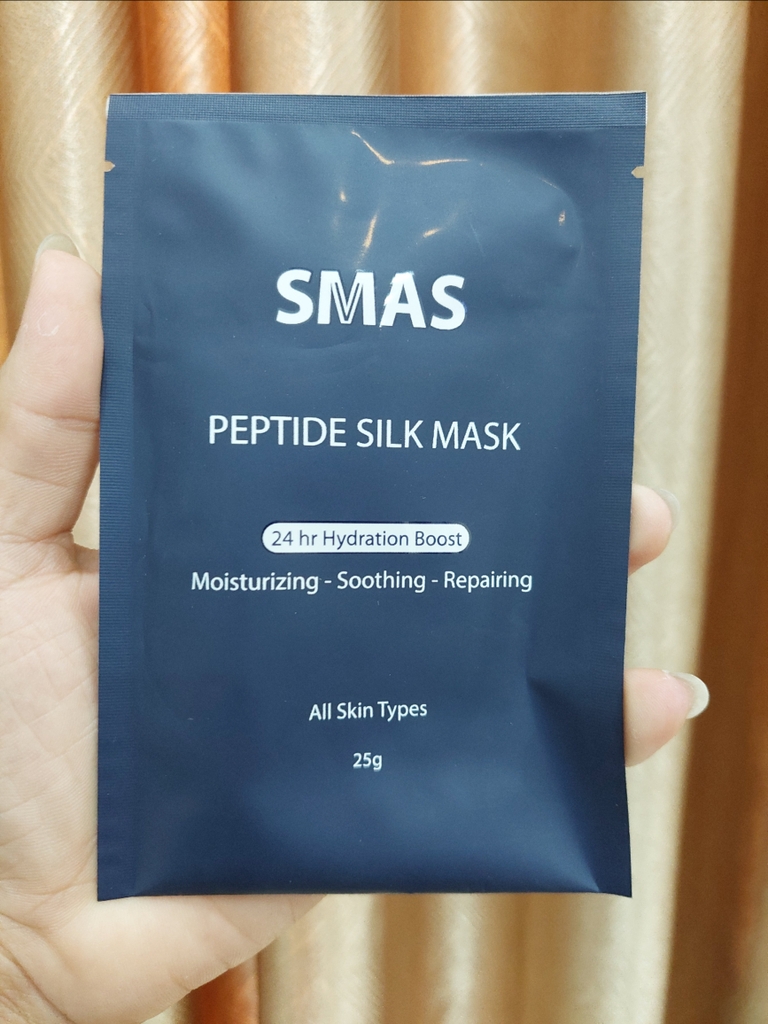 SMAS
PEPTIDE SILK MASK
24 hr Hydration Boost
Moisturizing - Soothing - Repairing
All Skin Types
25g